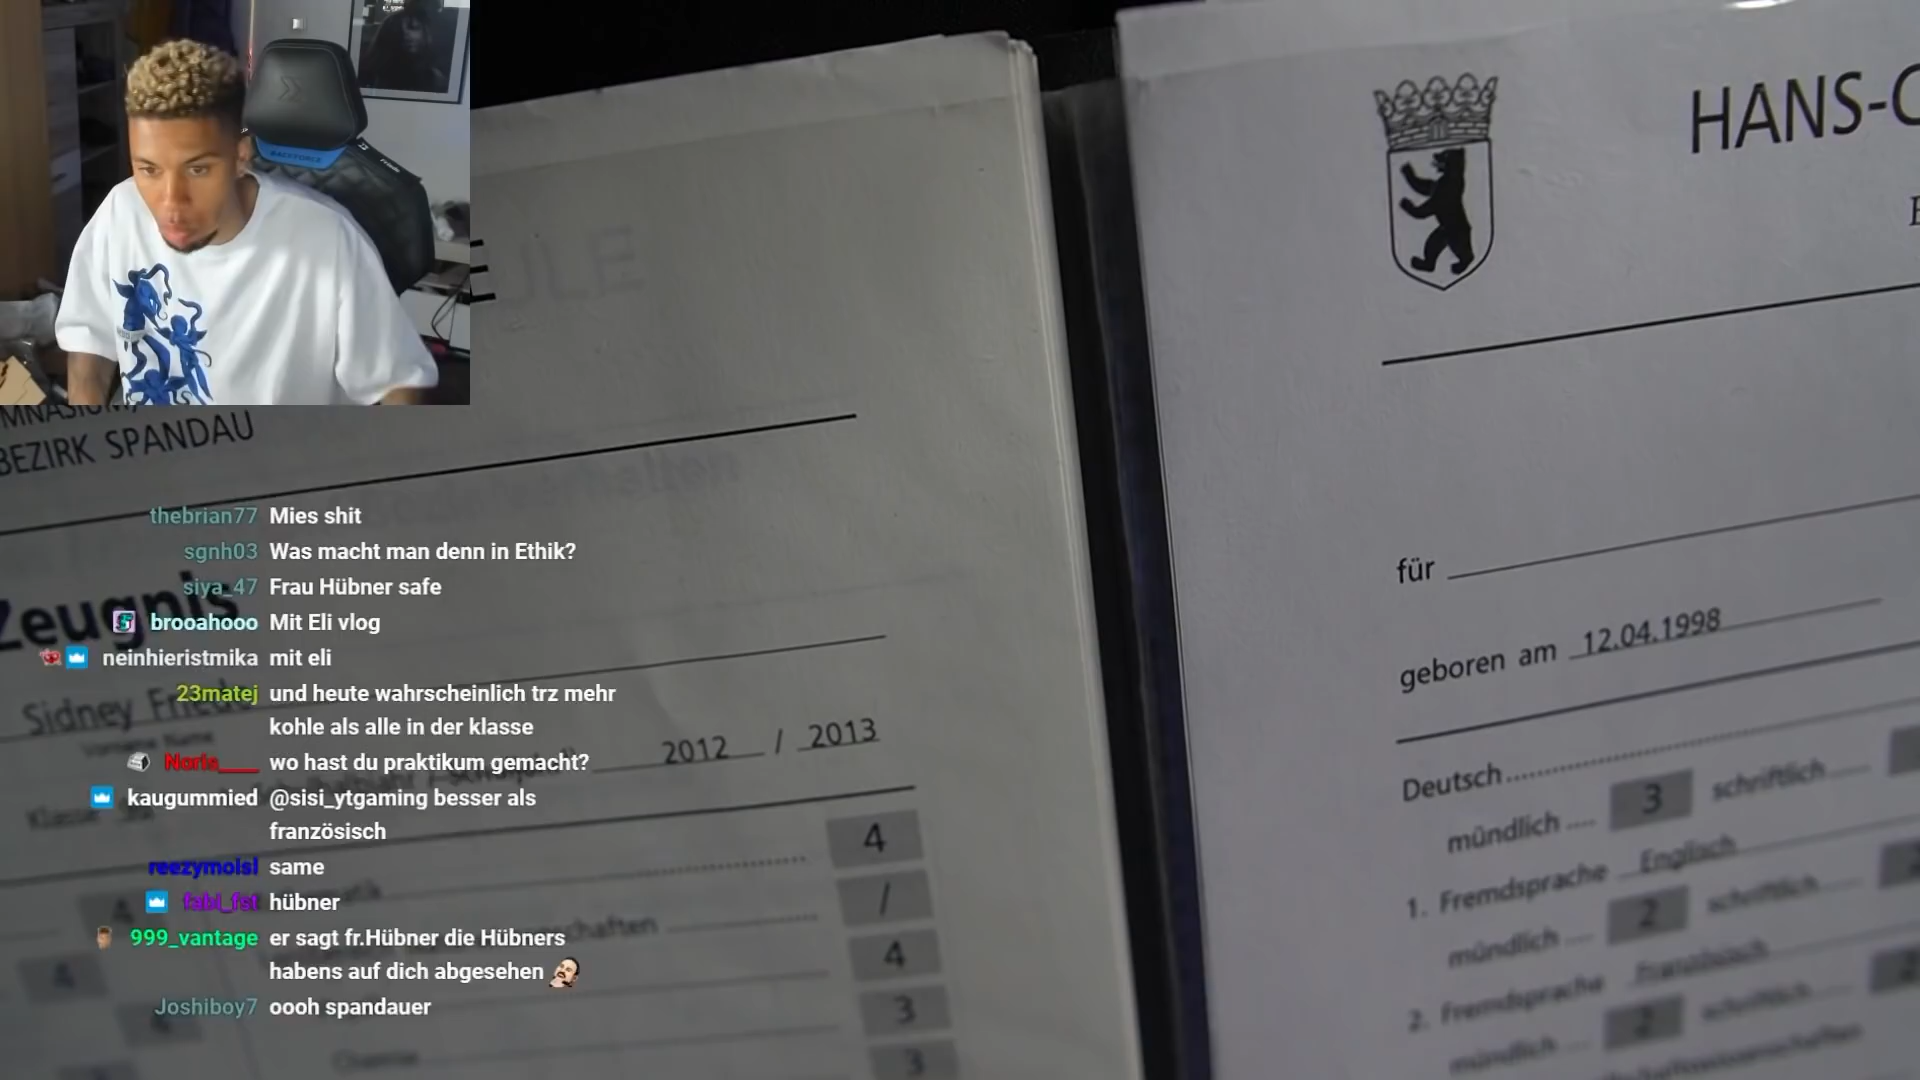 HANS-C
MNASIUM,
BEZIRK SPANDAU
Zeugnis
Sidney Friede
2012 / 2013
4
/
4
3
3
für
geboren am 12.04.1998
Deutsch
mündlich 3 schriftlich
1. Fremdsprache Englisch
mündlich 2 schriftlich
2. Fremdsprache Französisch
mündlich 2 schriftlich
thebrian77 Mies shit
sgnh03 Was macht man denn in Ethik?
siya_47 Frau Hübner safe
brooahooo Mit Eli vlog
neinhieristmika mit eli
23matej und heute wahrscheinlich trz mehr
kohle als alle in der klasse
Noris____ wo hast du praktikum gemacht?
kaugummied @sisi_ytgaming besser als
französisch
reezymoisl same
fabi_fst hübner
999_vantage er sagt fr.Hübner die Hübners
habens auf dich abgesehen
Joshiboy7 oooh spandauer